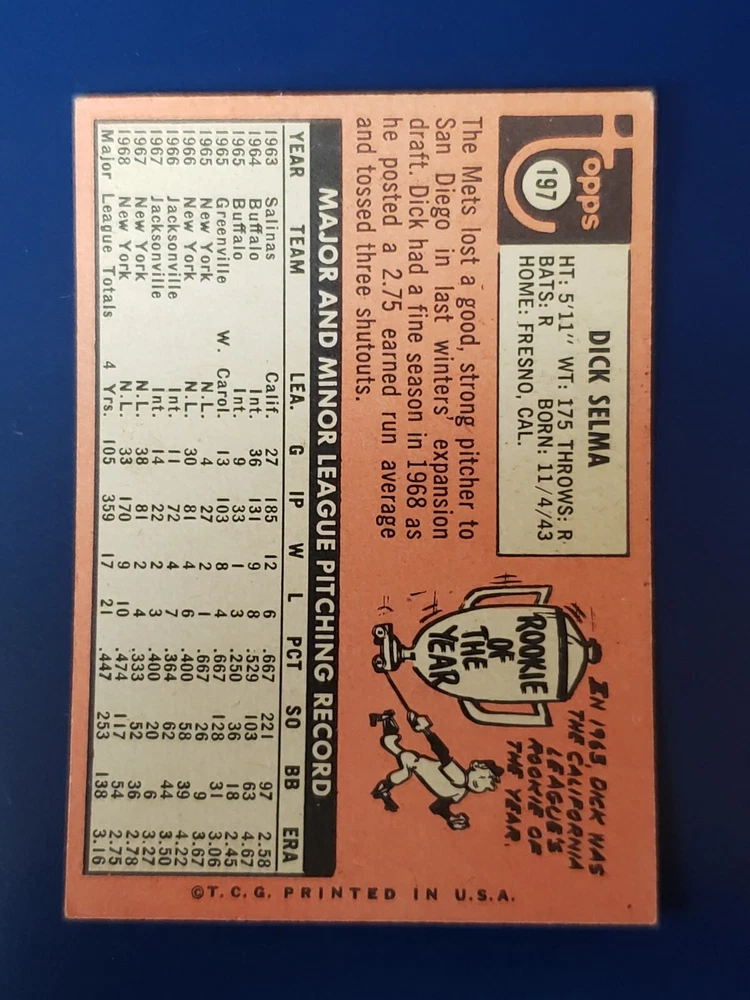 Topps
197
DICK SELMA
HT: 5'11" WT: 175 THROWS: R
BATS: R BORN: 11/4/43
HOME: FRESNO, CAL.
The Mets lost a good, strong pitcher to
San Diego in last winters' expansion
draft. Dick had a fine season in 1968 as
he posted a 2.75 earned run average
and tossed three shutouts.
IN 1963, DICK WAS
THE CALIFORNIA
LEAGUE'S
ROOKIE OF
THE YEAR.
ROOKIE
OF
THE
YEAR
MAJOR AND MINOR LEAGUE PITCHING RECORD
YEAR TEAM LEA. G IP W L PCT SO BB ERA
1963 Salinas Calif. 27 185 12 6 .667 221 97 2.58
1964 Buffalo Int. 36 131 9 8 .529 103 63 4.67
1965 Buffalo Int. 9 33 1 3 .250 36 18 2.45
1965 Greenville W. Carol. 13 103 8 4 .667 128 31 3.06
1965 New York N.L. 4 27 2 1 .667 26 9 3.67
1966 New York N.L. 30 81 4 6 .400 58 39 4.22
1966 Jacksonville Int. 11 72 4 7 .364 62 44 3.50
1967 Jacksonville Int. 14 22 2 3 .400 20 6 3.27
1967 New York N.L. 38 81 2 4 .333 52 36 2.78
1968 New York N.L. 33 170 9 10 .474 117 54 2.75
Major League Totals 4 Yrs. 105 359 17 21 .447 253 138 3.16
©T.C.G. PRINTED IN U.S.A.